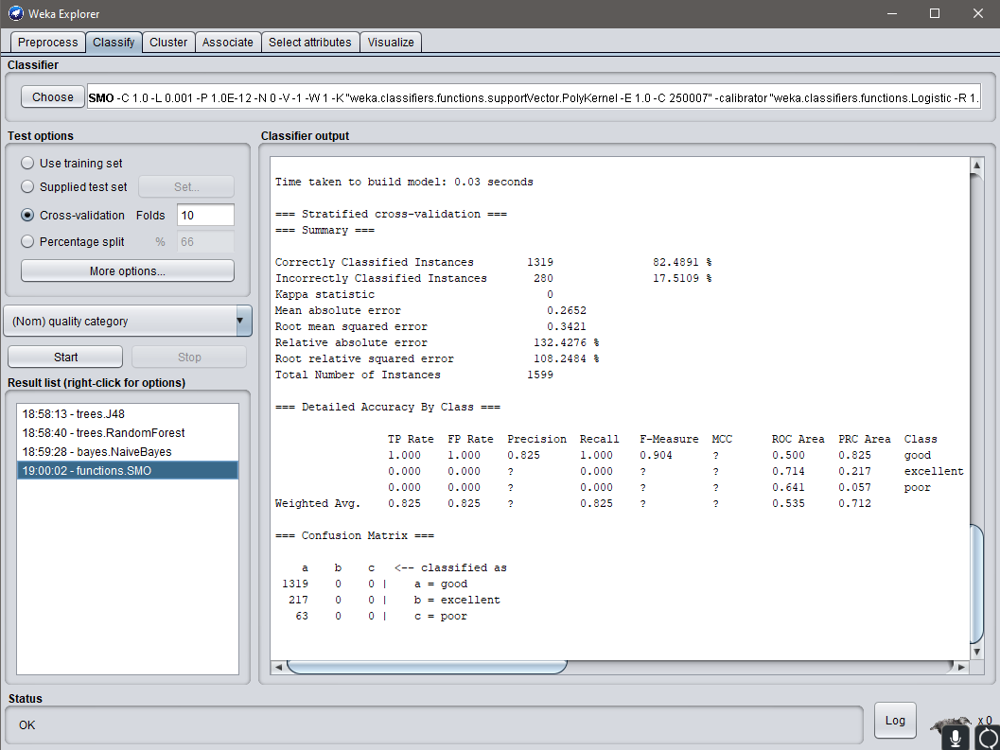 Weka Explorer
Preprocess Classify Cluster Associate Select attributes Visualize
Classifier
Choose SMO -C 1.0 -L 0.001 -P 1.0E-12 -N 0 -V -1 -W 1 -K "weka.classifiers.functions.supportVector.PolyKernel -E 1.0 -C 250007" -calibrator "weka.classifiers.functions.Logistic -R 1.
Test options
Use training set
Supplied test set Set...
Cross-validation Folds 10
Percentage split % 66
More options...
(Nom) quality category
Start Stop
Result list (right-click for options)
18:58:13 - trees.J48
18:58:40 - trees.RandomForest
18:59:28 - bayes.NaiveBayes
19:00:02 - functions.SMO
Classifier output
Time taken to build model: 0.03 seconds
=== Stratified cross-validation ===
=== Summary ===
Correctly Classified Instances 1319 82.4891 %
Incorrectly Classified Instances 280 17.5109 %
Kappa statistic 0
Mean absolute error 0.2652
Root mean squared error 0.3421
Relative absolute error 132.4276 %
Root relative squared error 108.2484 %
Total Number of Instances 1599
=== Detailed Accuracy By Class ===
TP Rate FP Rate Precision Recall F-Measure MCC ROC Area PRC Area Class
1.000 1.000 0.825 1.000 0.904 ? 0.500 0.825 good
0.000 0.000 ? 0.000 ? ? 0.714 0.217 excellent
0.000 0.000 ? 0.000 ? ? 0.641 0.057 poor
Weighted Avg. 0.825 0.825 ? 0.825 ? ? 0.535 0.712
=== Confusion Matrix ===
a b c <-- classified as
1319 0 0 | a = good
217 0 0 | b = excellent
63 0 0 | c = poor
Status
OK
Log
x 0